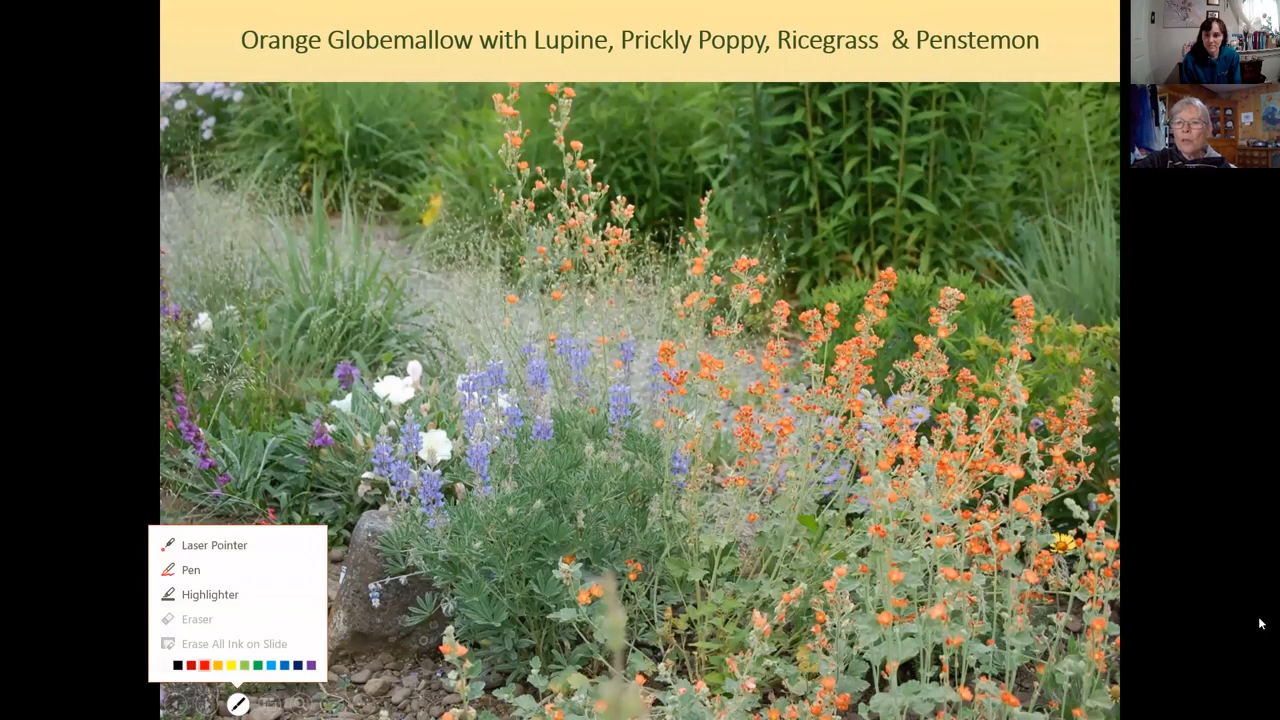 Orange Globemallow with Lupine, Prickly Poppy, Ricegrass & Penstemon
Laser Pointer
Pen
Highlighter
Eraser
Erase All Ink on Slide